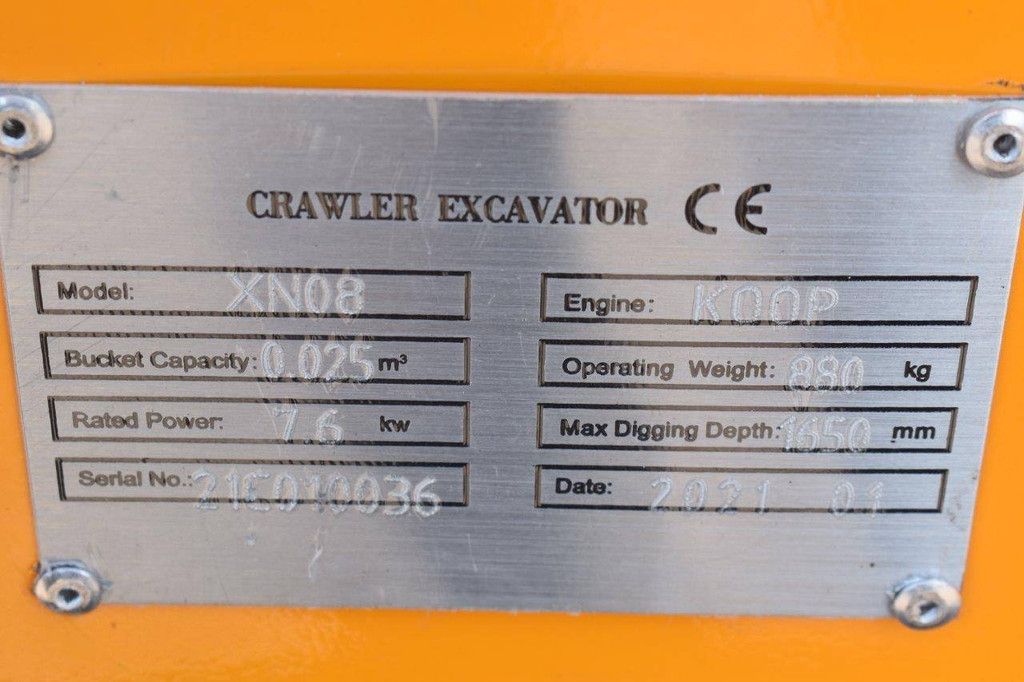 CRAWLER EXCAVATOR CE
Model: XN08
Engine: KOOP
Bucket Capacity: 0.025 m³
Operating Weight: 880 kg
Rated Power: 7.6 kw
Max Digging Depth: 1650 mm
Serial No.: 21E010036
Date: 2021 01